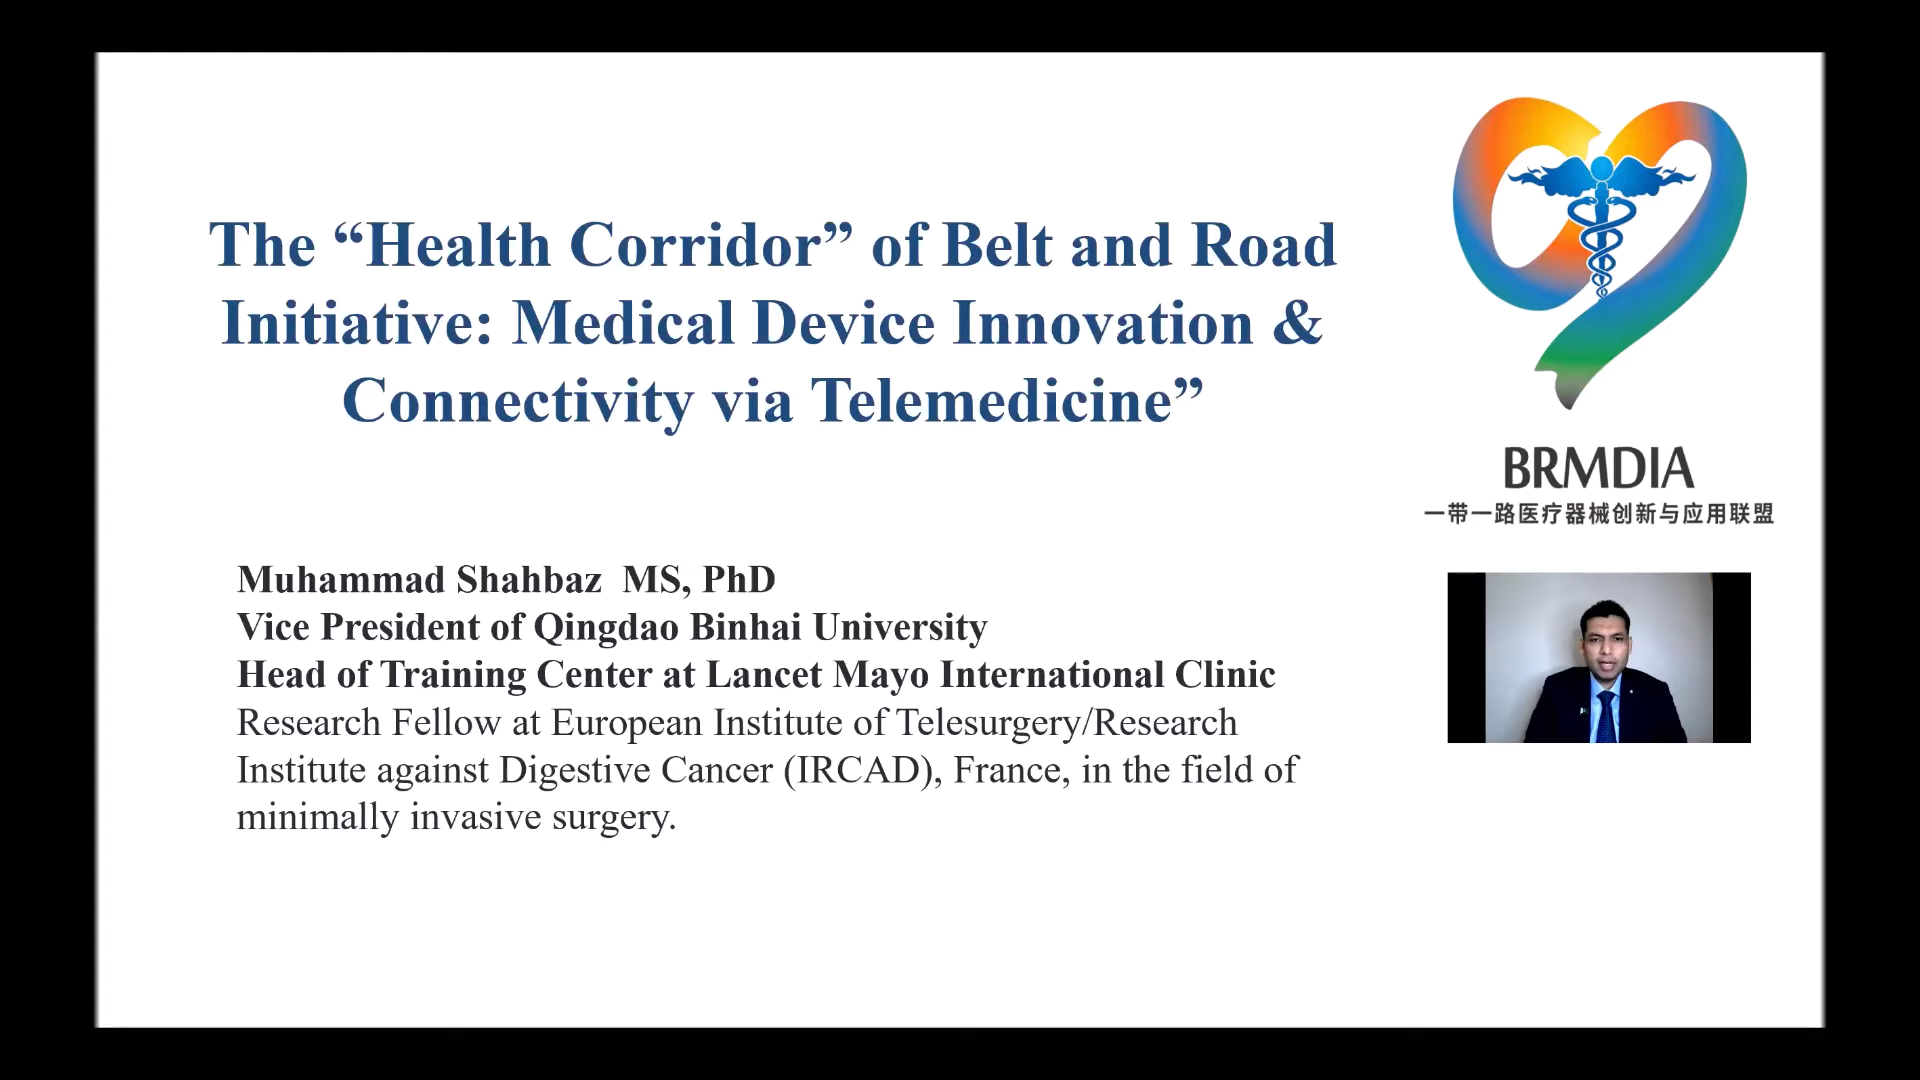 The “Health Corridor” of Belt and Road
Initiative: Medical Device Innovation &
Connectivity via Telemedicine”
BRMDIA
一带一路医疗器械创新与应用联盟
Muhammad Shahbaz  MS, PhD
Vice President of Qingdao Binhai University
Head of Training Center at Lancet Mayo International Clinic
Research Fellow at European Institute of Telesurgery/Research
Institute against Digestive Cancer (IRCAD), France, in the field of
minimally invasive surgery.